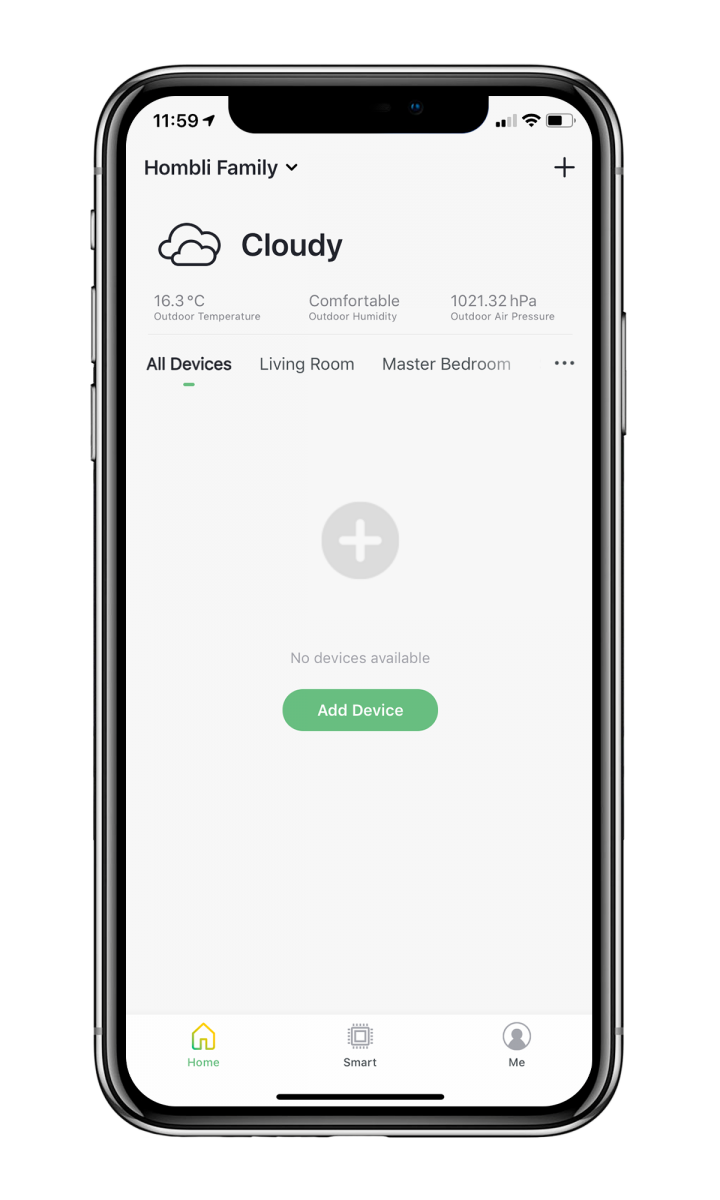 11:59
Hombli Family
Cloudy
16.3 °C
Outdoor Temperature
Comfortable
Outdoor Humidity
1021.32 hPa
Outdoor Air Pressure
All Devices
Living Room
Master Bedroom
No devices available
Add Device
Home
Smart
Me